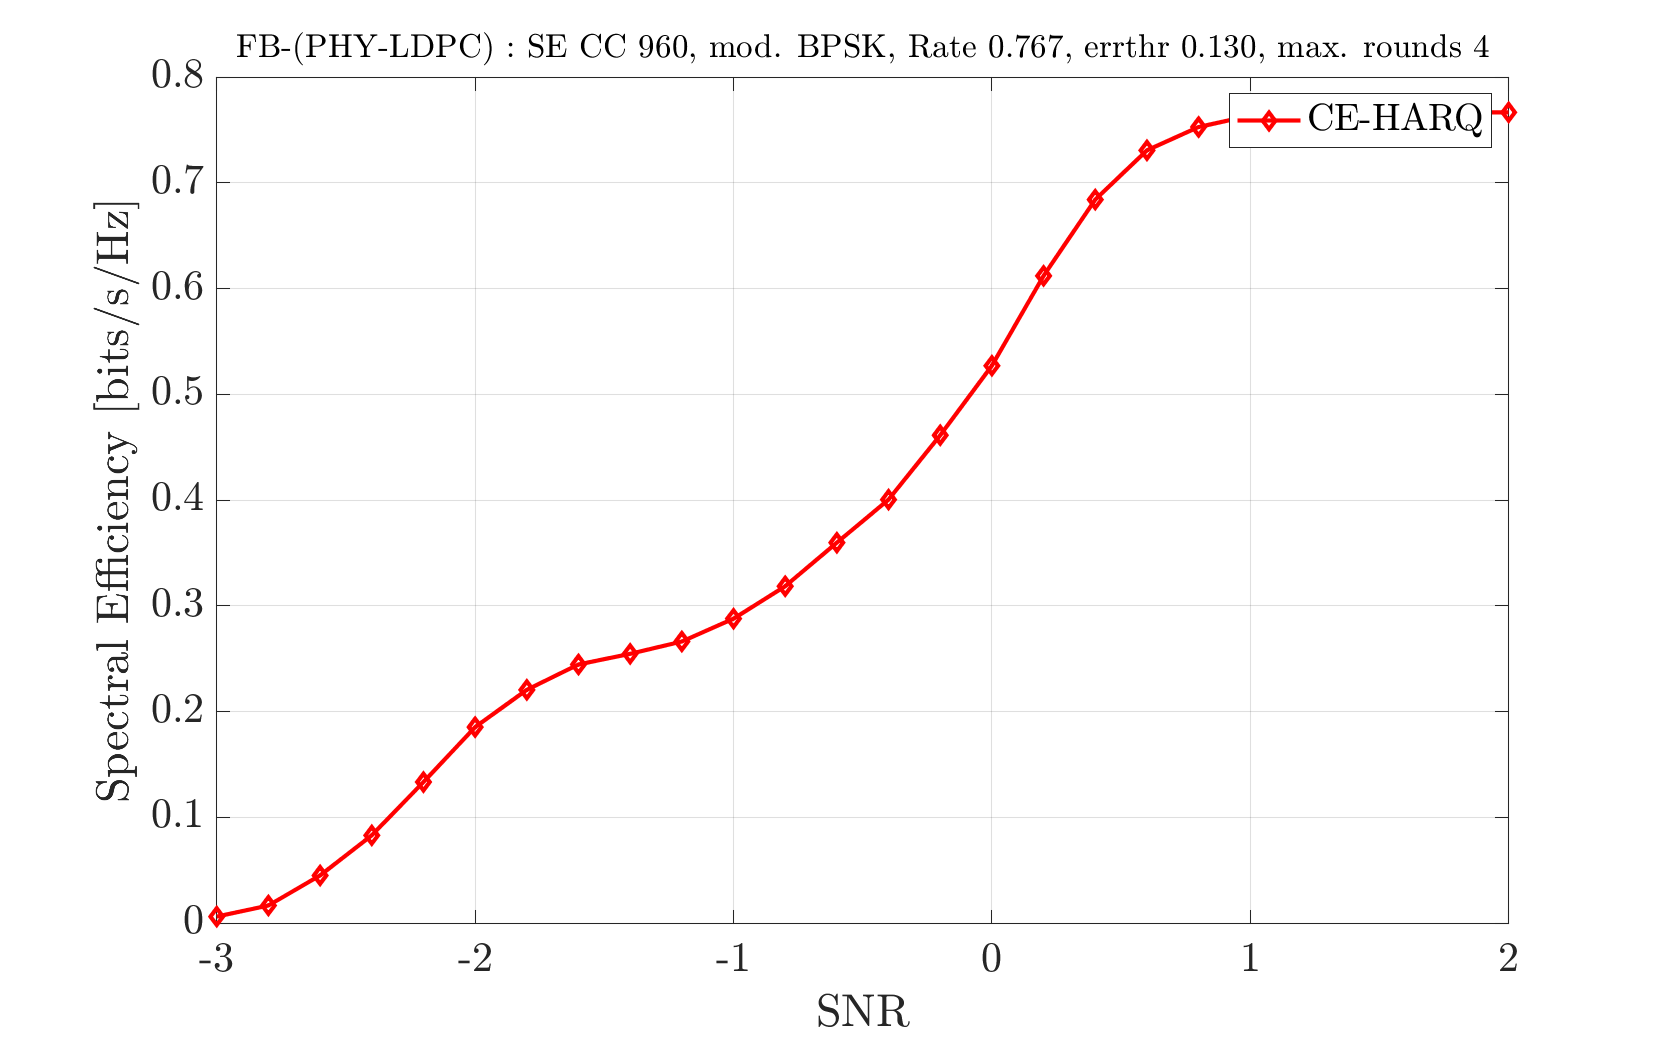 FB-(PHY-LDPC) : SE CC 960, mod. BPSK, Rate 0.767, errthr 0.130, max. rounds 4
CE-HARQ
Spectral Efficiency [bits/s/Hz]
0.8
0.7
0.6
0.5
0.4
0.3
0.2
0.1
0
-3 -2 -1 0 1 2
SNR